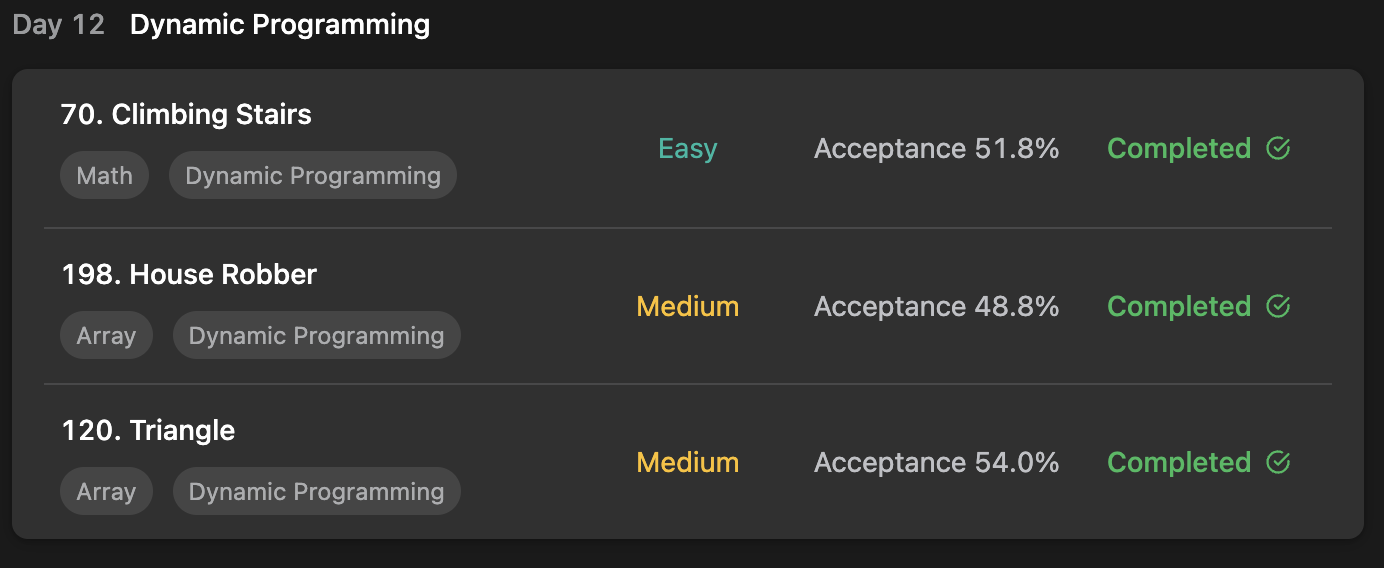 Day 12 Dynamic Programming
70. Climbing Stairs
Math Dynamic Programming
Easy Acceptance 51.8% Completed
198. House Robber
Array Dynamic Programming
Medium Acceptance 48.8% Completed
120. Triangle
Array Dynamic Programming
Medium Acceptance 54.0% Completed